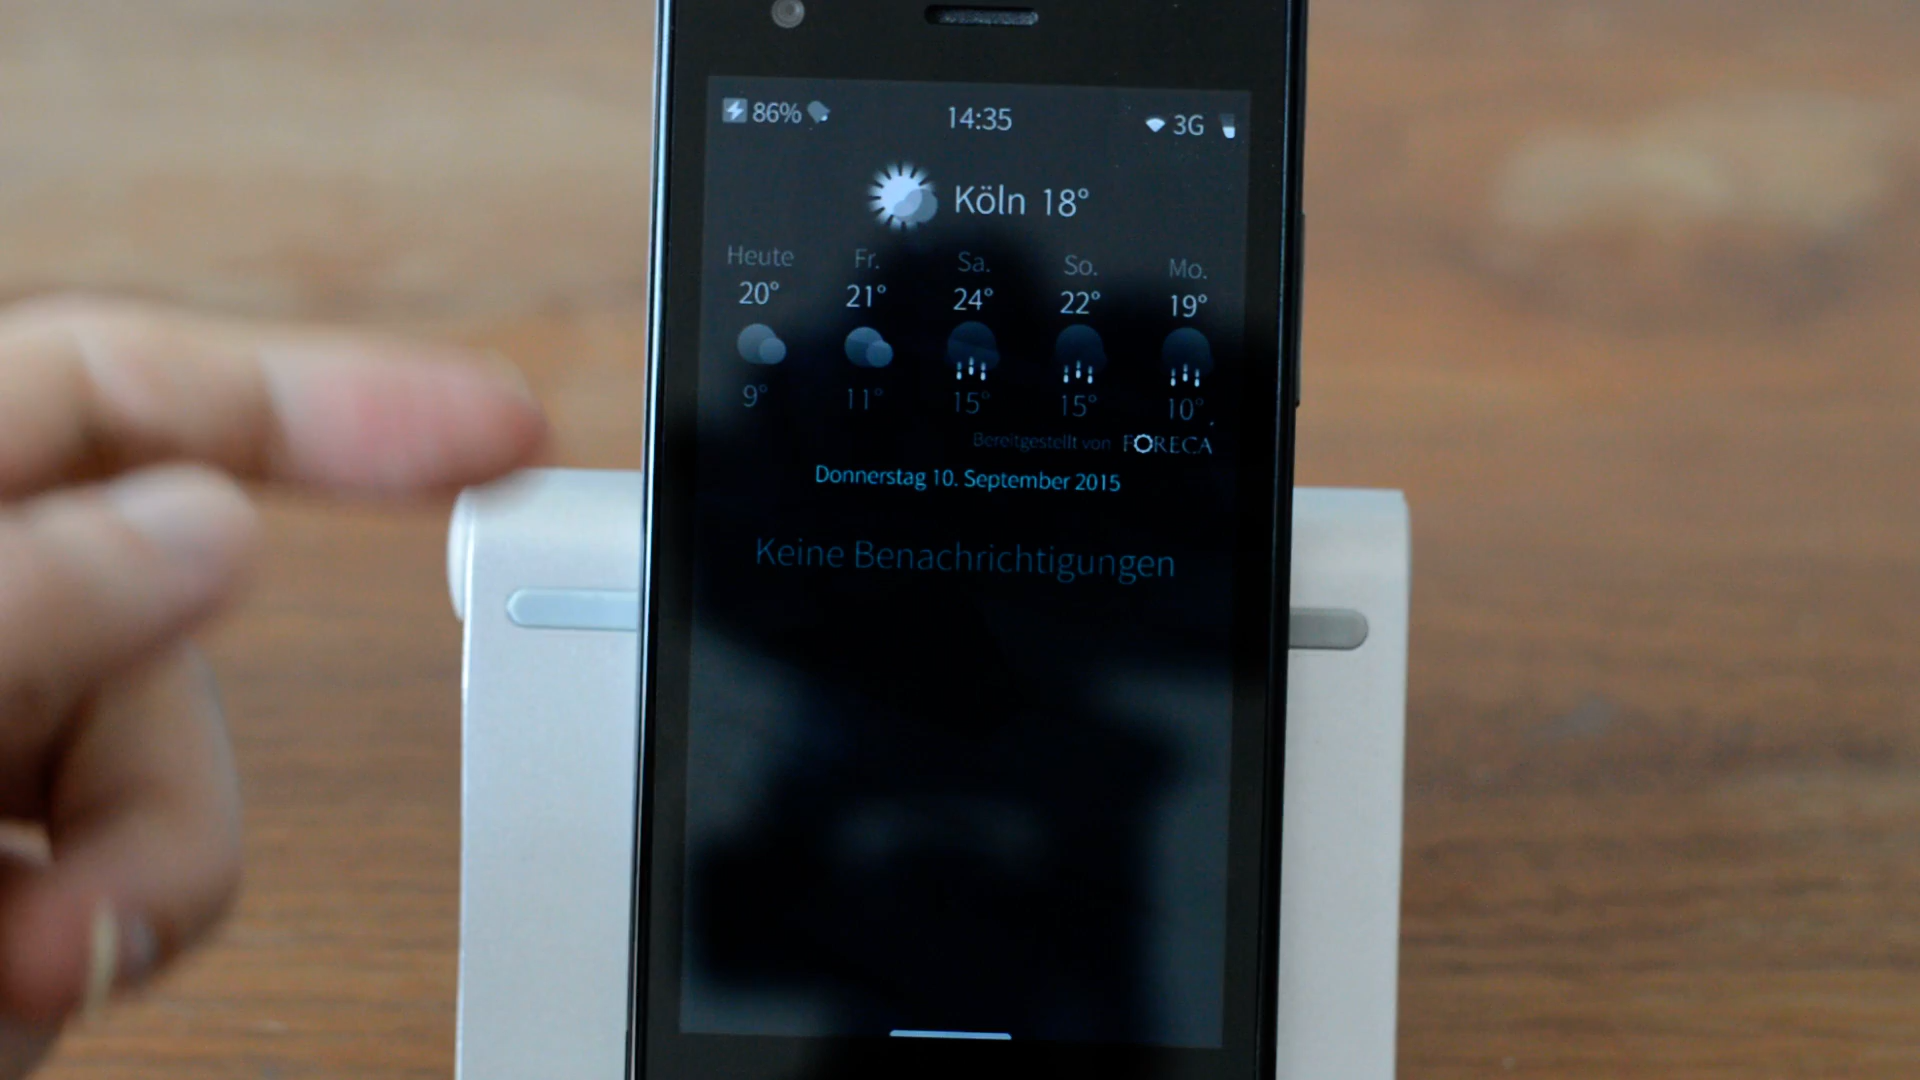 86% 14:35 3G
Köln 18°
Heute Fr. Sa. So. Mo.
20° 21° 24° 22° 19°
9° 11° 15° 15° 10°
Bereitgestellt von FORECA
Donnerstag 10. September 2015
Keine Benachrichtigungen